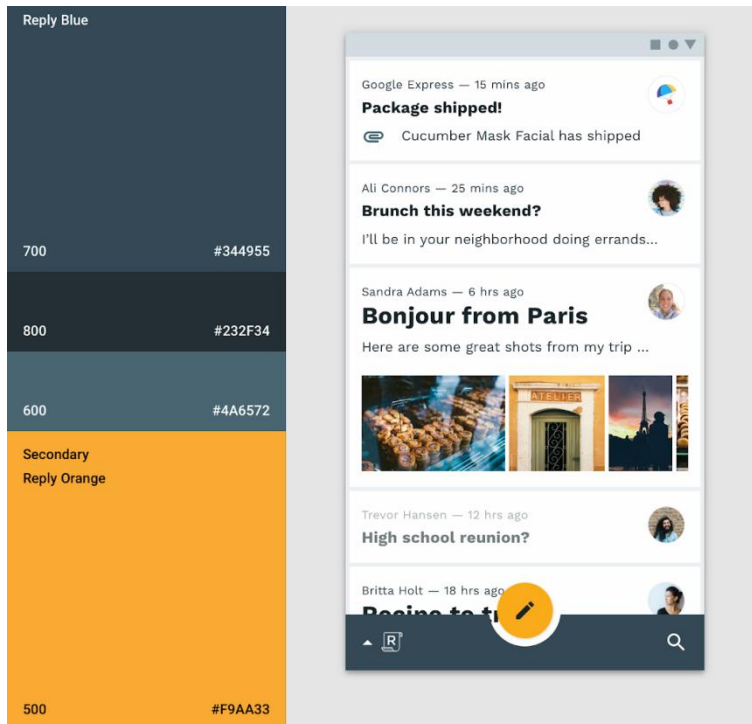 Reply Blue
700 #344955
800 #232F34
600 #4A6572
Secondary
Reply Orange
500 #F9AA33
Google Express — 15 mins ago
Package shipped!
Cucumber Mask Facial has shipped
Ali Connors — 25 mins ago
Brunch this weekend?
I'll be in your neighborhood doing errands...
Sandra Adams — 6 hrs ago
Bonjour from Paris
Here are some great shots from my trip ...
ATELIER
Trevor Hansen — 12 hrs ago
High school reunion?
Britta Holt — 18 hrs ago
Recipe to
R